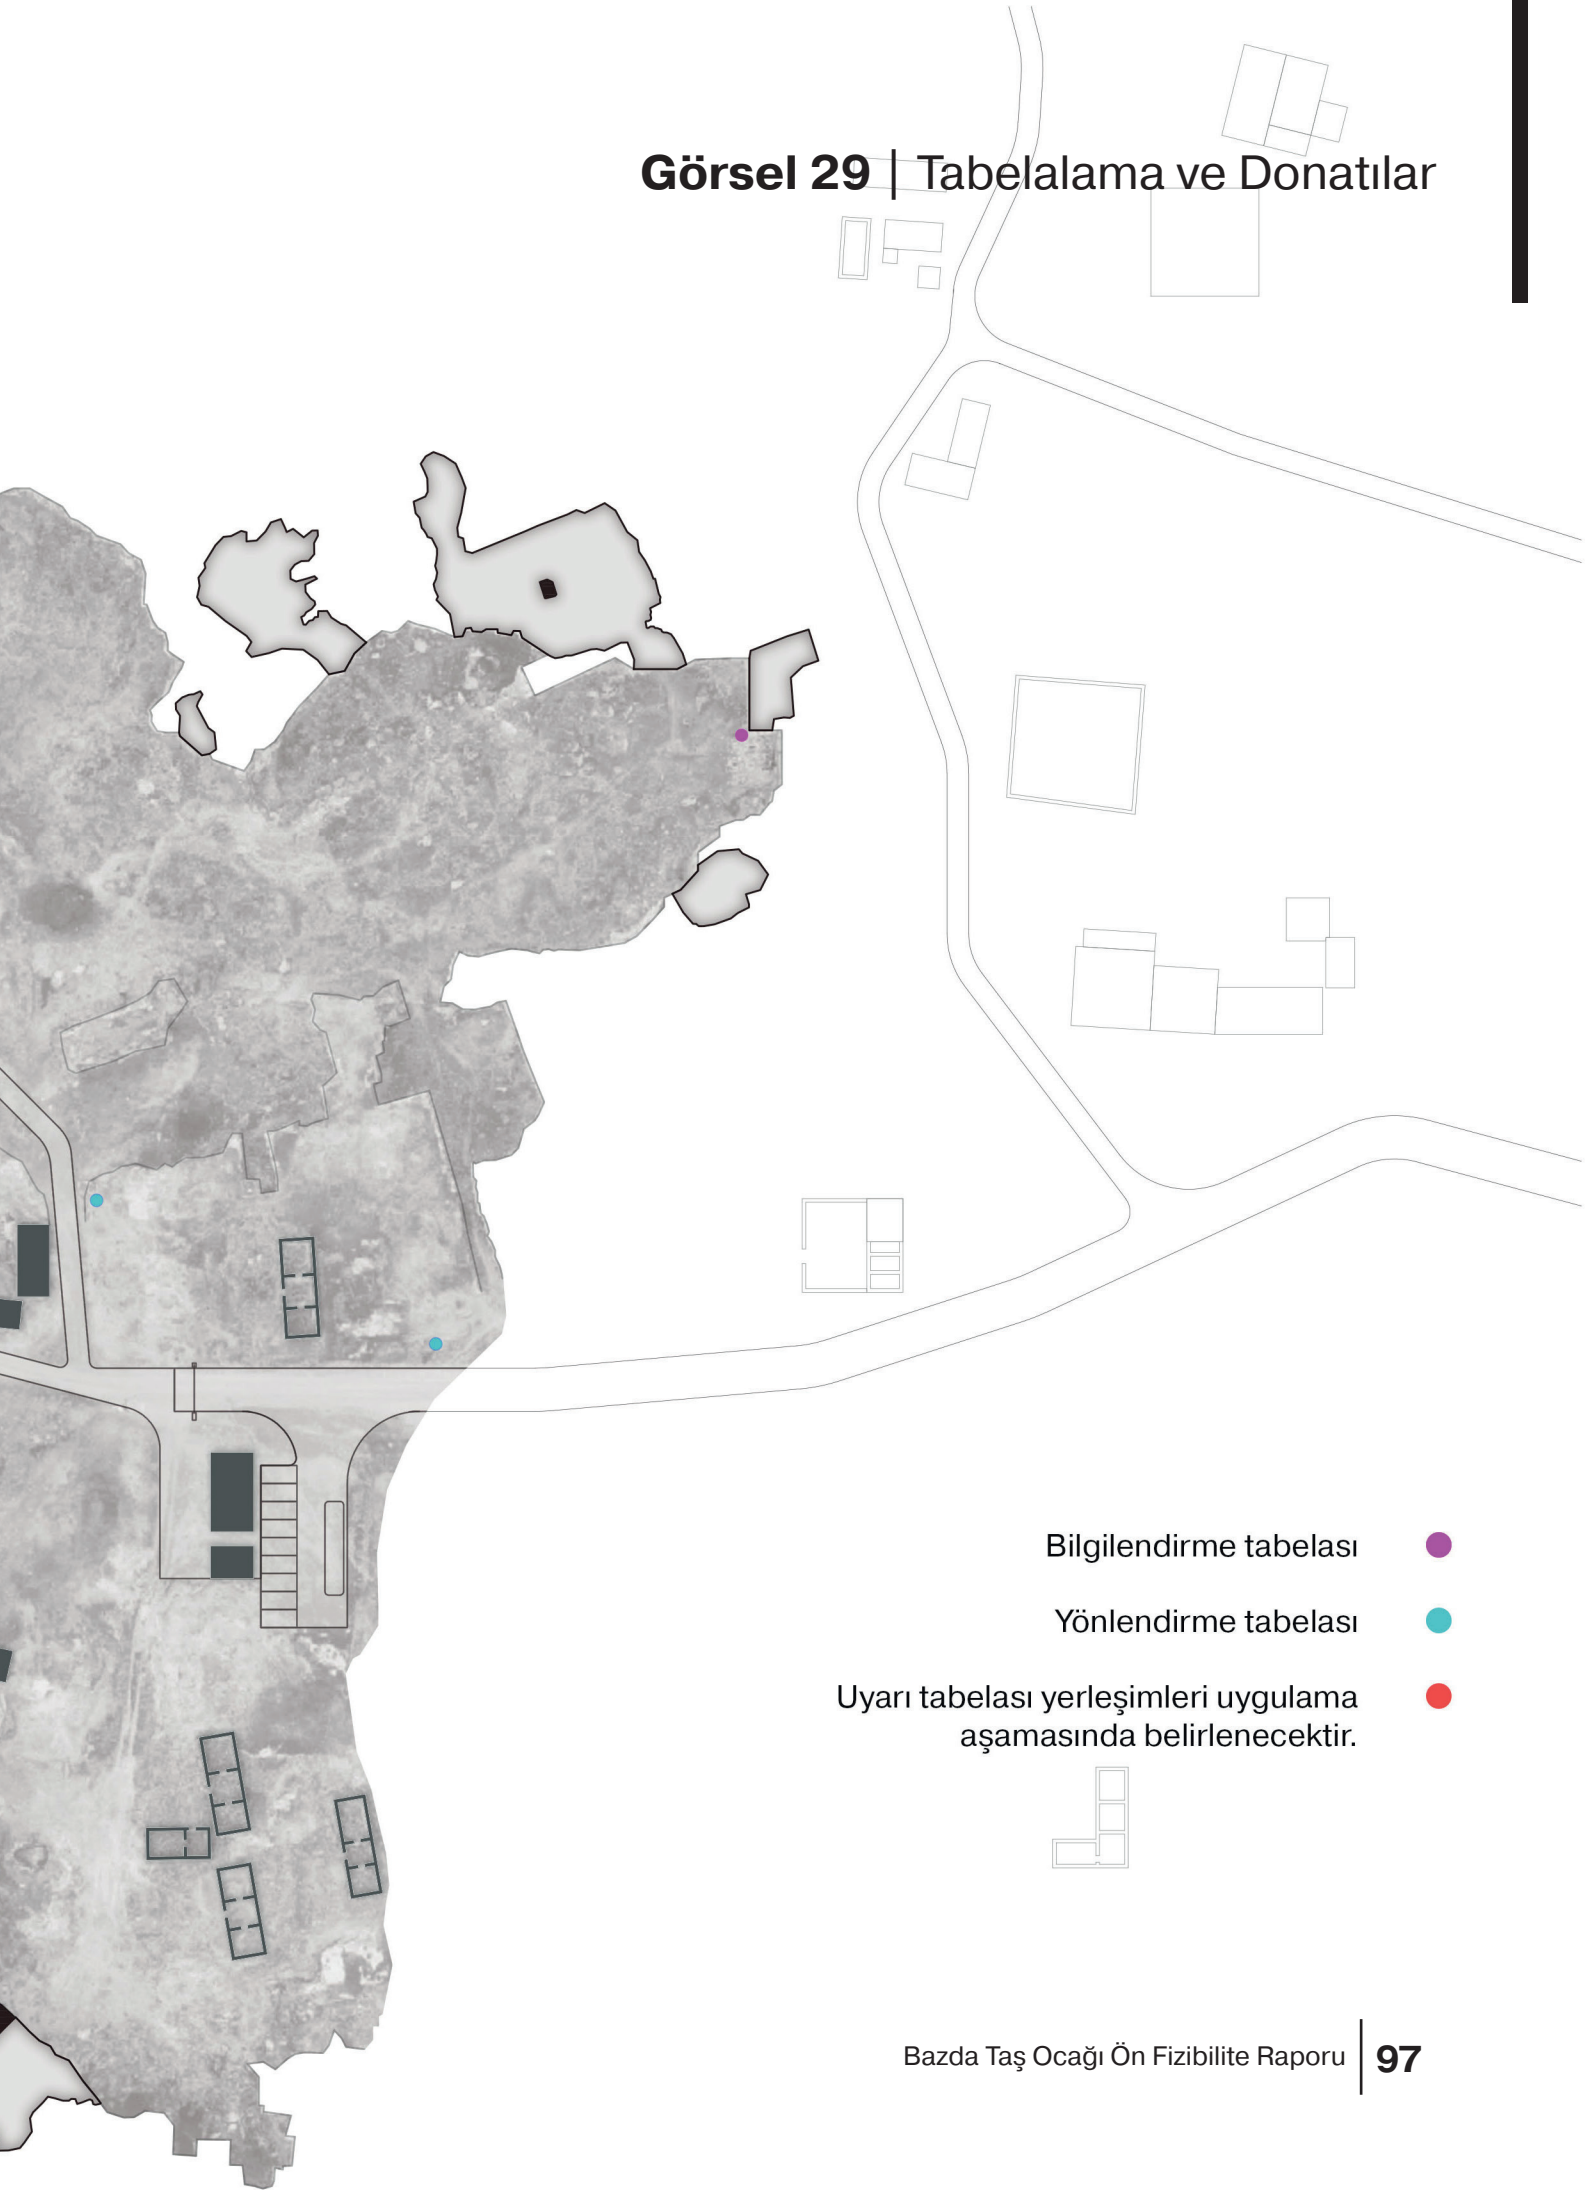 Görsel 29 | Tabelalama ve Donatılar
Bilgilendirme tabelası
Yönlendirme tabelası
Uyarı tabelası yerleşimleri uygulama
aşamasında belirlenecektir.
Bazda Taş Ocağı Ön Fizibilite Raporu | 97